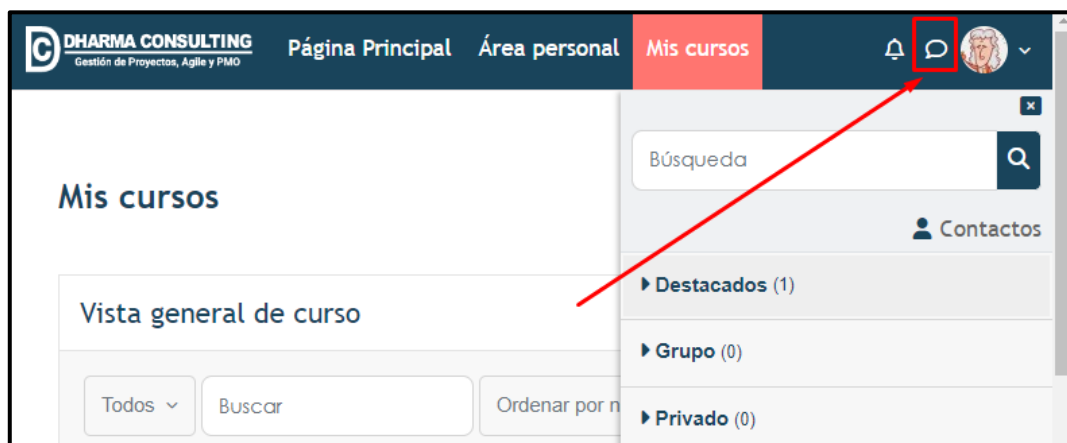 DHARMA CONSULTING
Gestión de Proyectos, Agile y PMO
Página Principal
Área personal
Mis cursos
Búsqueda
Mis cursos
Contactos
Destacados (1)
Vista general de curso
Grupo (0)
Todos
Buscar
Ordenar por n
Privado (0)